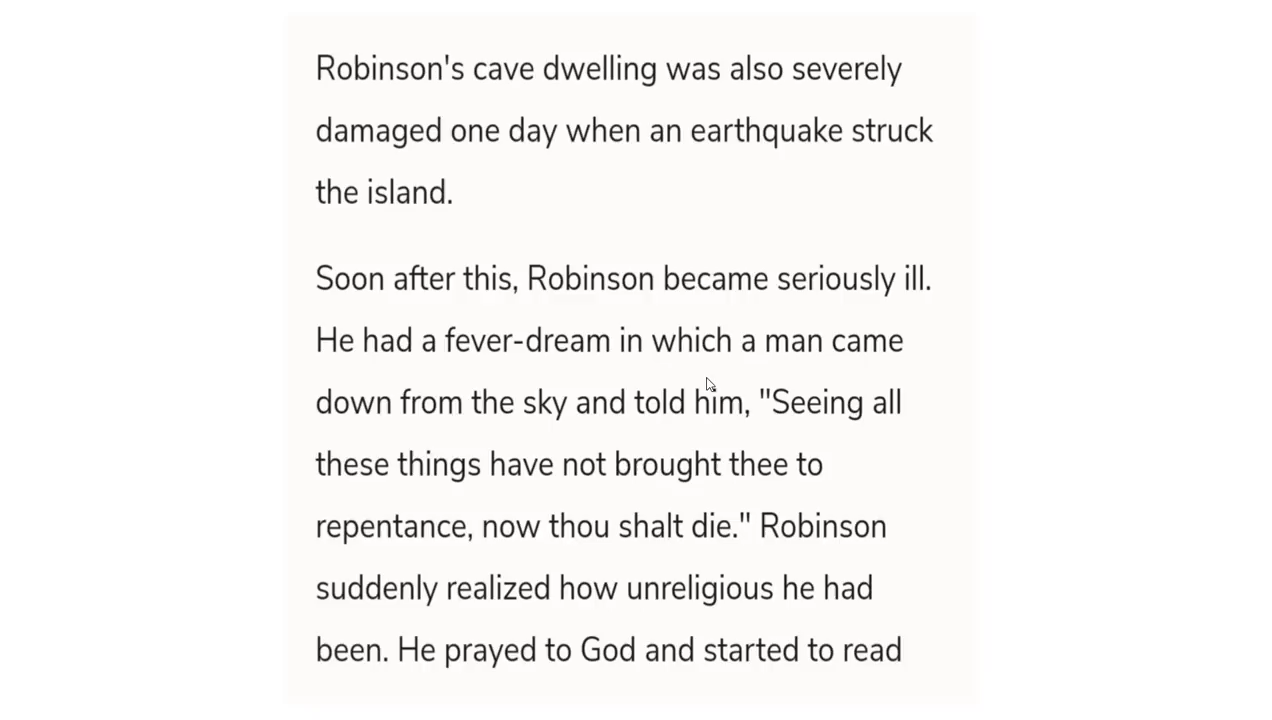 Robinson's cave dwelling was also severely
damaged one day when an earthquake struck
the island.
Soon after this, Robinson became seriously ill.
He had a fever-dream in which a man came
down from the sky and told him, "Seeing all
these things have not brought thee to
repentance, now thou shalt die." Robinson
suddenly realized how unreligious he had
been. He prayed to God and started to read